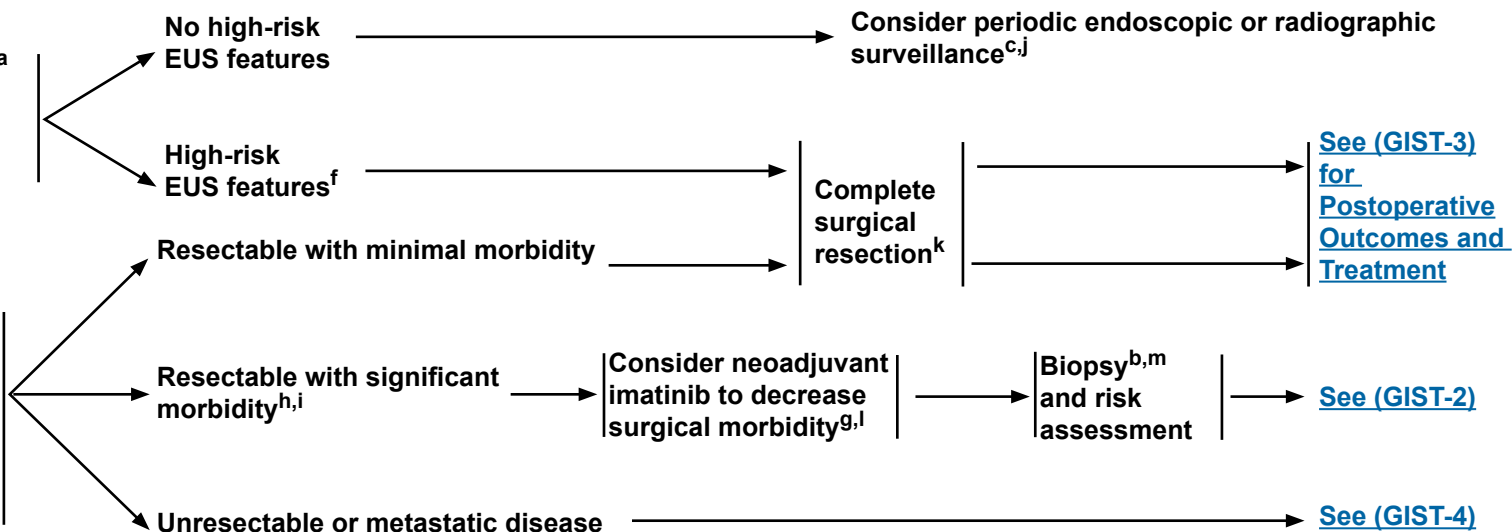 a
No high-risk
EUS features
Consider periodic endoscopic or radiographic
surveillancec,j
High-risk
EUS featuresf
Complete
surgical
resectionk
See (GIST-3)
for
Postoperative
Outcomes and
Treatment
Resectable with minimal morbidity
Resectable with significant
morbidityh,i
Consider neoadjuvant
imatinib to decrease
surgical morbidityg,l
Biopsyb,m
and risk
assessment
See (GIST-2)
Unresectable or metastatic disease
See (GIST-4)